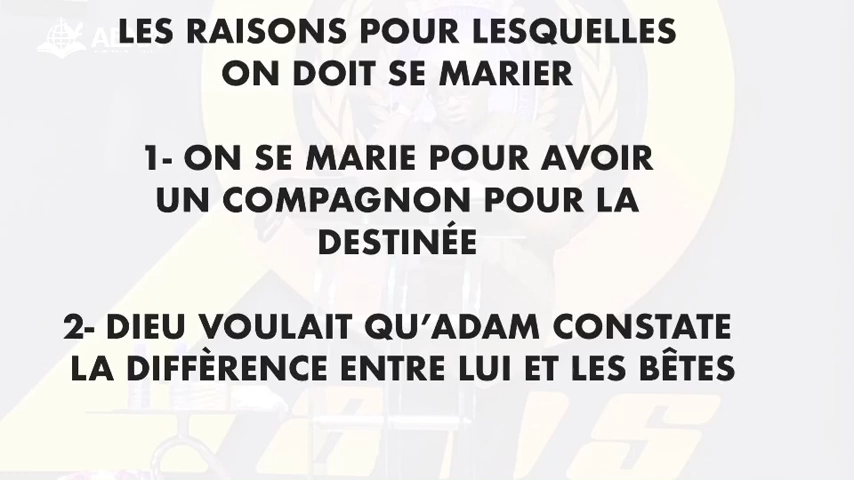 LES RAISONS POUR LESQUELLES
ON DOIT SE MARIER
1- ON SE MARIE POUR AVOIR
UN COMPAGNON POUR LA
DESTINÉE
2- DIEU VOULAIT QU’ADAM CONSTATE
LA DIFFÈRENCE ENTRE LUI ET LES BÊTES
ANS